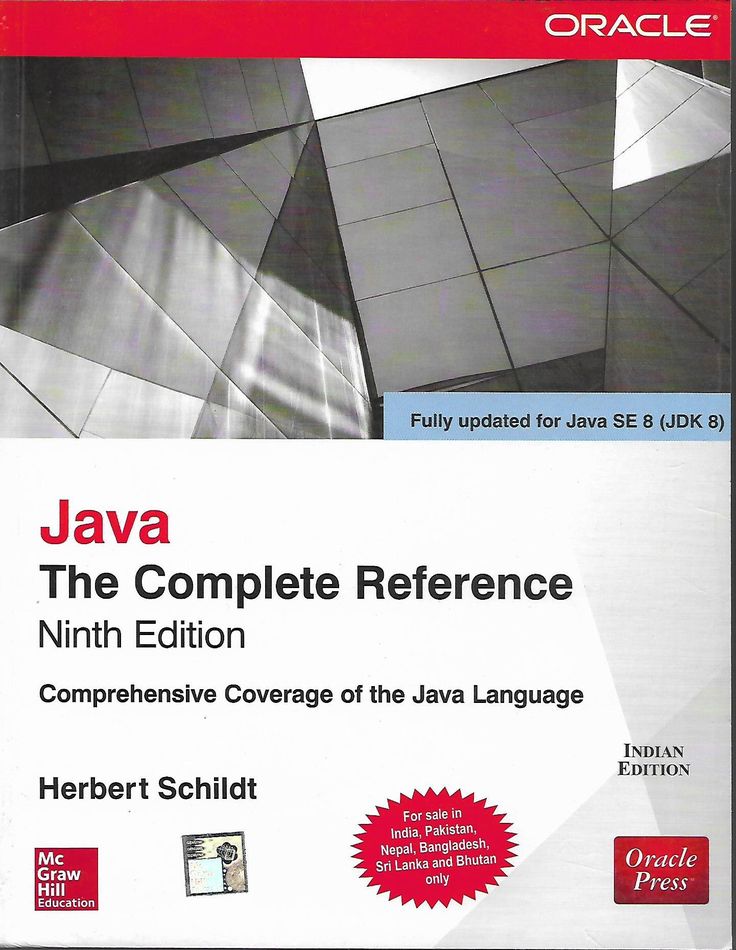 ORACLE®
Fully updated for Java SE 8 (JDK 8)
Java
The Complete Reference
Ninth Edition
Comprehensive Coverage of the Java Language
INDIAN
EDITION
Herbert Schildt
For sale in
India, Pakistan,
Nepal, Bangladesh,
Sri Lanka and Bhutan
only
Mc
Graw
Hill
Education
Oracle
Press™